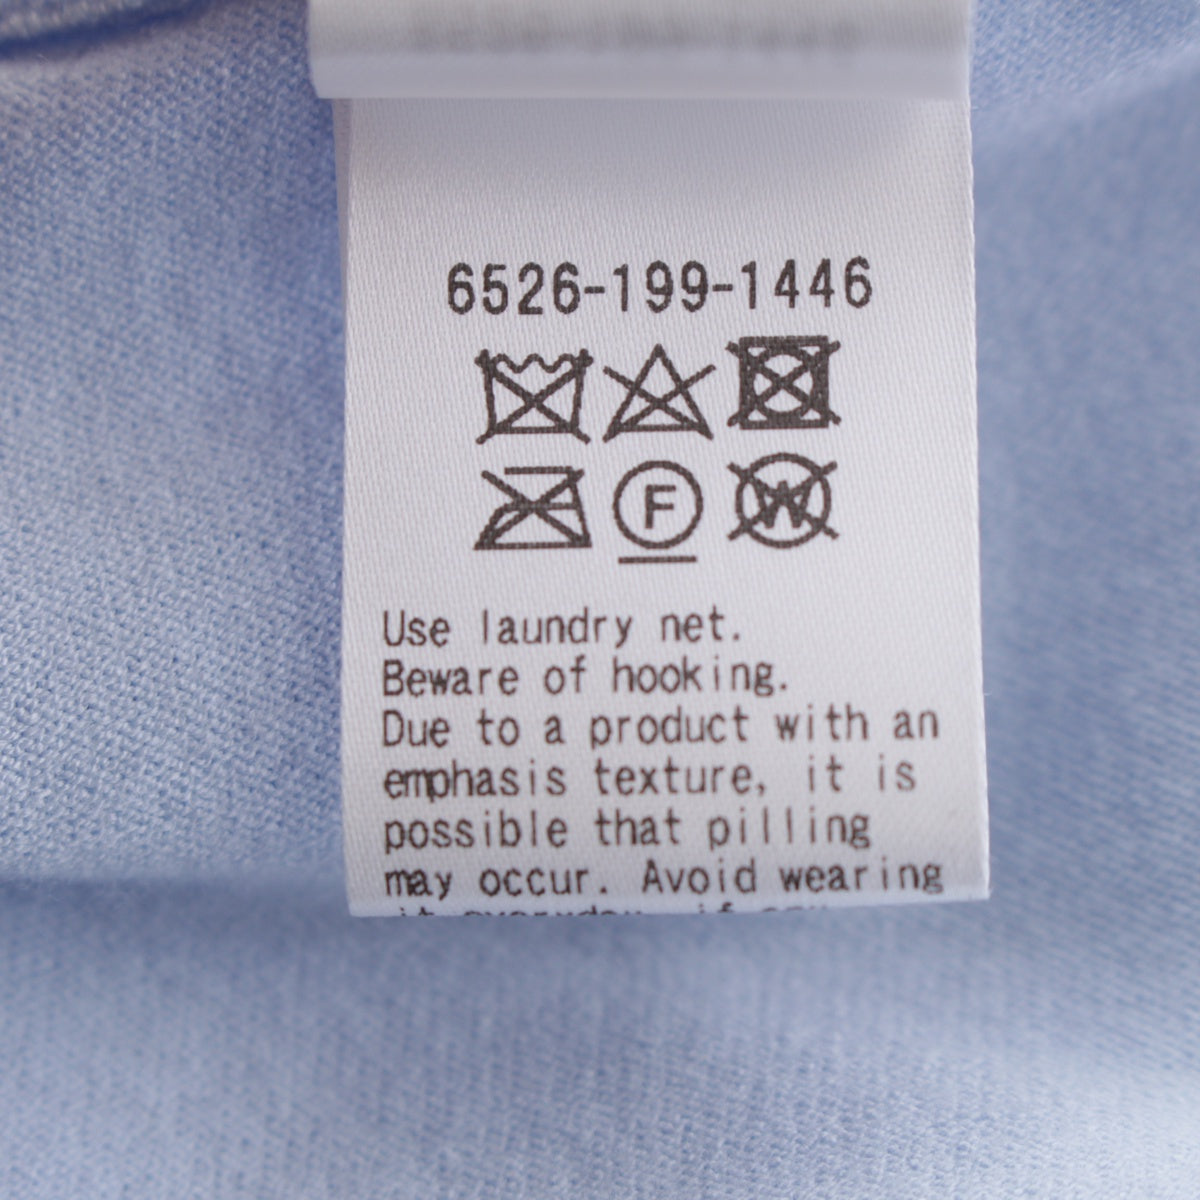 6526-199-1446
F
W
Use laundry net.
Beware of hooking.
Due to a product with an
emphasis texture, it is
possible that pilling
may occur. Avoid wearing